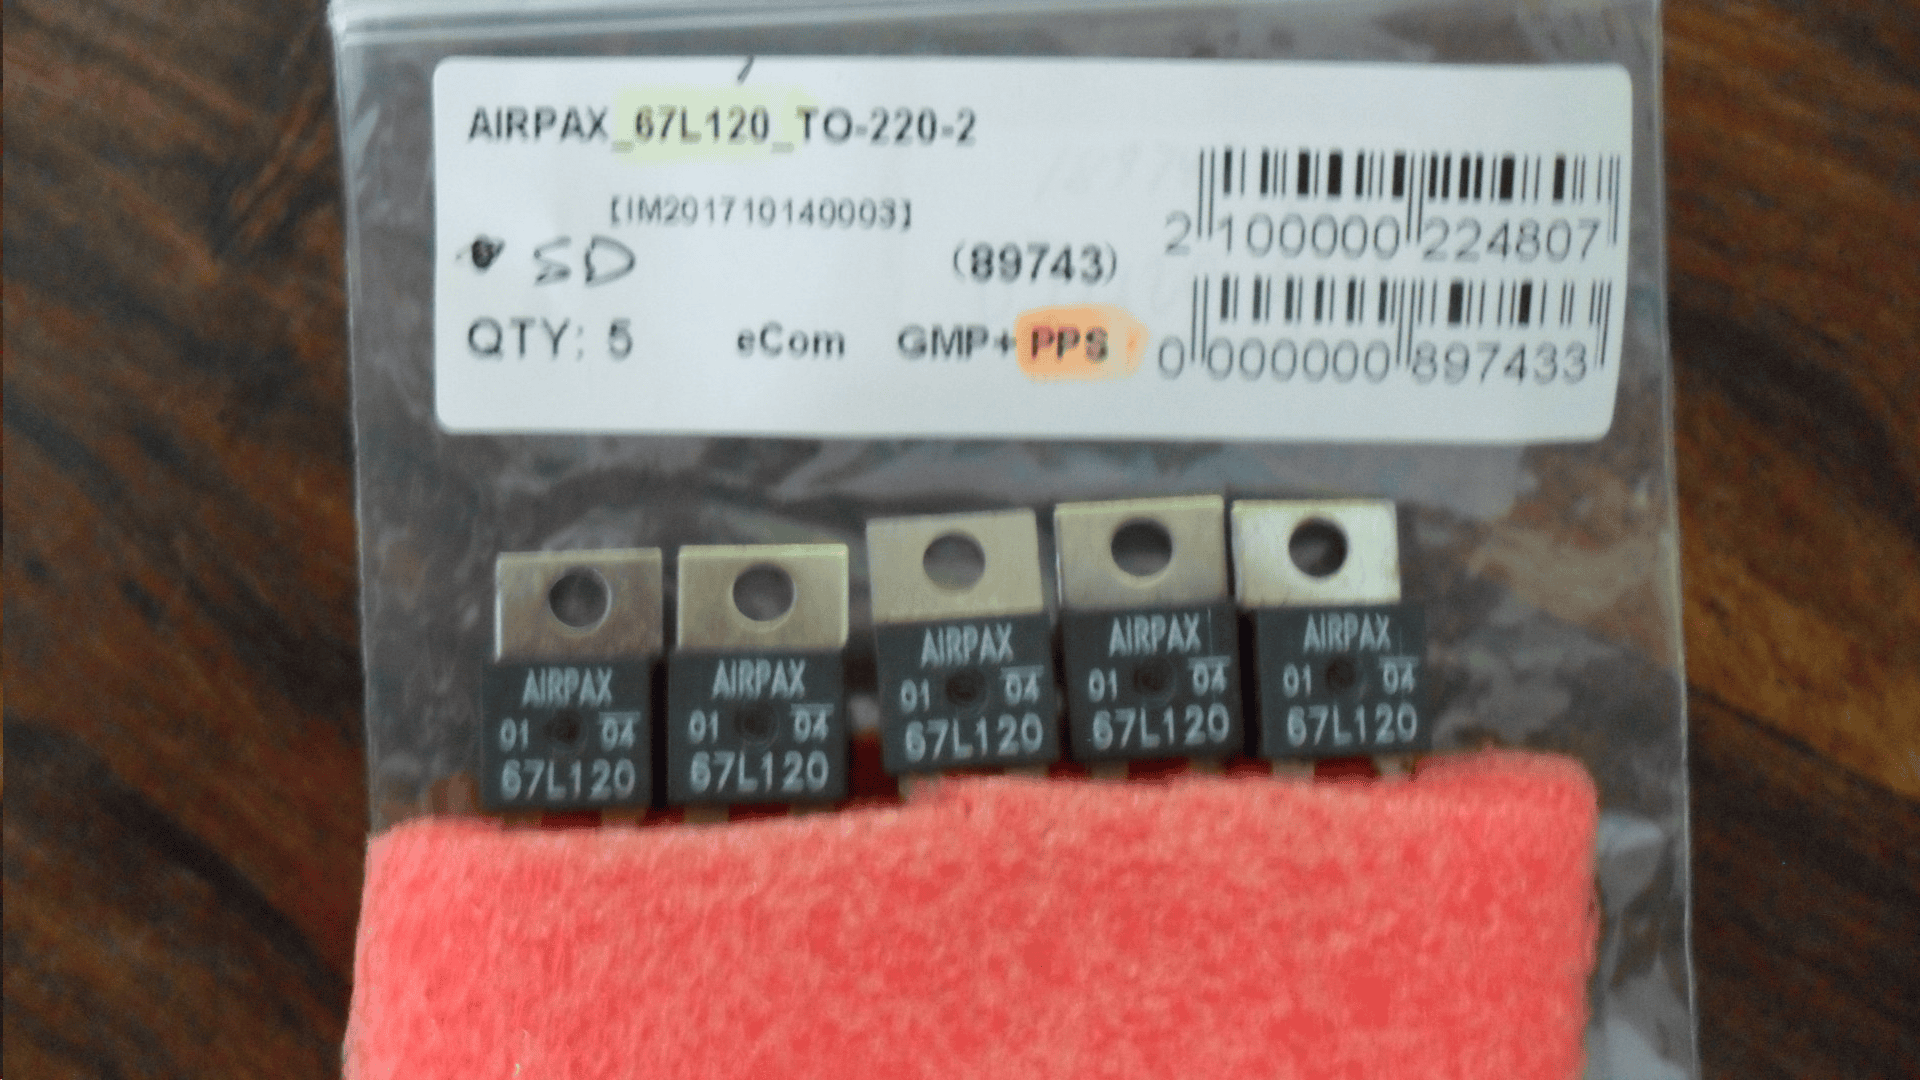 AIRPAX_67L120_TO-220-2
【IM201710140003】
SD
(89743)
QTY: 5 eCom GMP+ PPS
2 100000 224807
0 000000 897433
AIRPAX
01 04
67L120
AIRPAX
01 04
67L120
AIRPAX
01 04
67L120
AIRPAX
01 04
67L120
AIRPAX
01 04
67L120